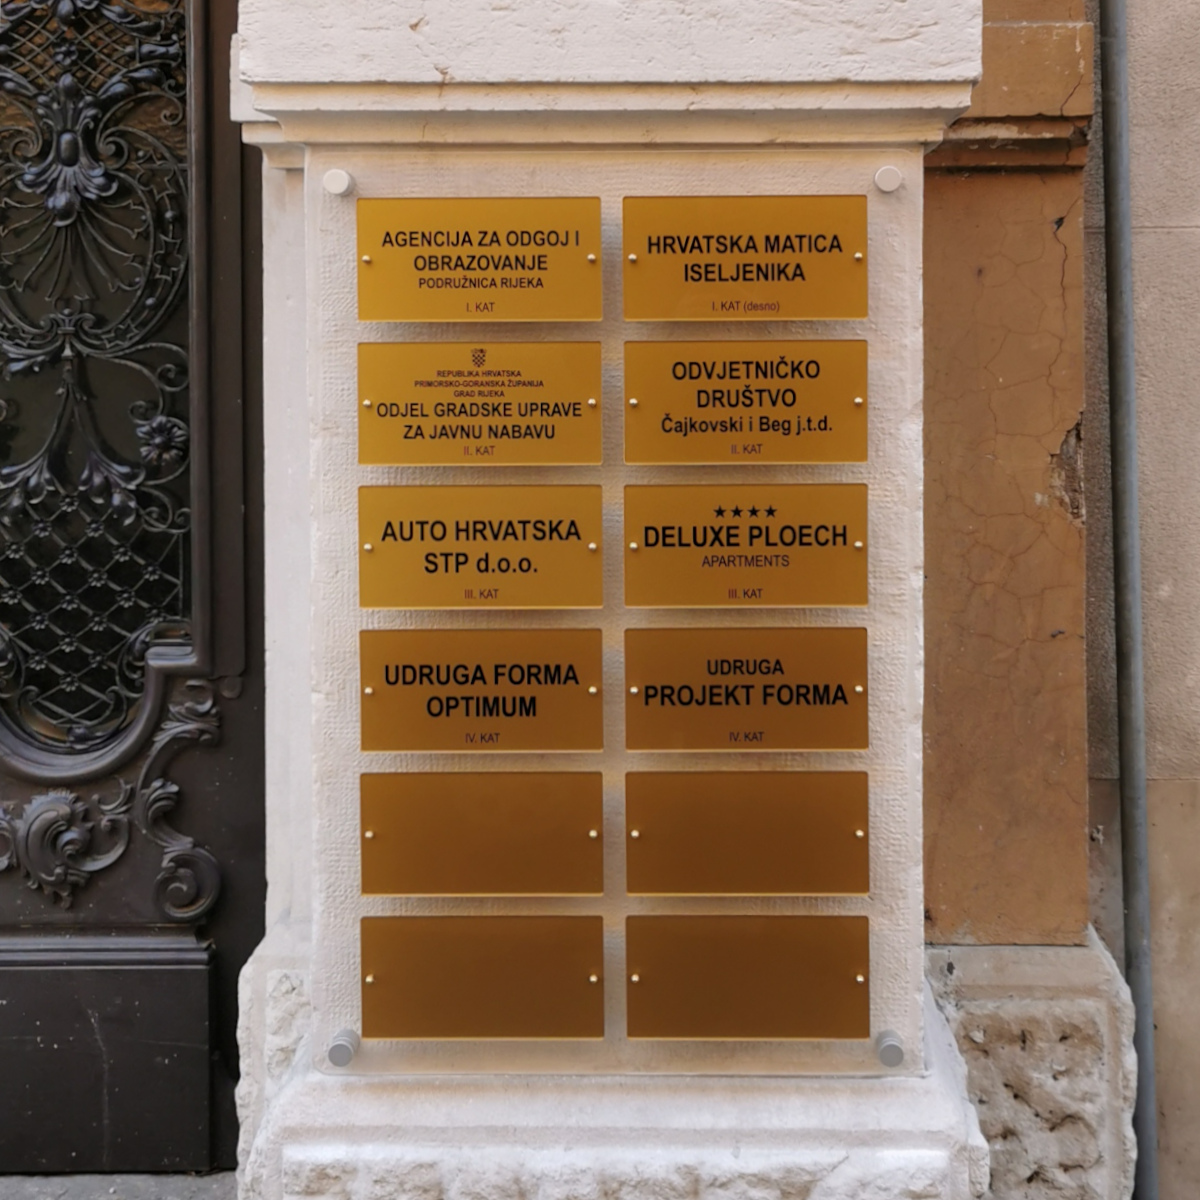 AGENCIJA ZA ODGOJ I
OBRAZOVANJE
PODRUŽNICA RIJEKA
I. KAT
HRVATSKA MATICA
ISELJENIKA
I. KAT (desno)
REPUBLIKA HRVATSKA
PRIMORSKO-GORANSKA ŽUPANIJA
GRAD RIJEKA
ODJEL GRADSKE UPRAVE
ZA JAVNU NABAVU
II. KAT
ODVJETNIČKO
DRUŠTVO
Čajkovski i Beg j.t.d.
II. KAT
AUTO HRVATSKA
STP d.o.o.
III. KAT
★★★★
DELUXE PLOECH
APARTMENTS
III. KAT
UDRUGA FORMA
OPTIMUM
IV. KAT
UDRUGA
PROJEKT FORMA
IV. KAT